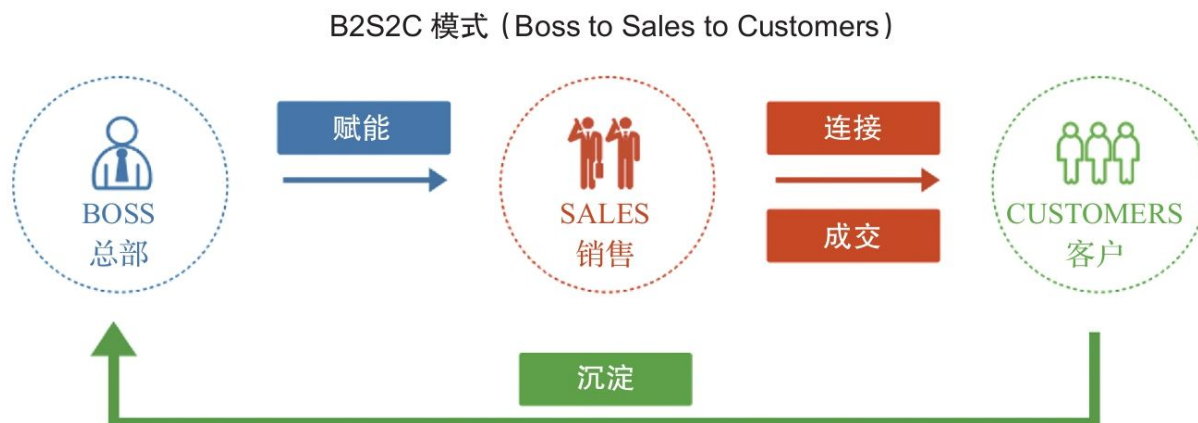 B2S2C 模式（Boss to Sales to Customers）
赋能
连接
BOSS
总部
SALES
销售
成交
CUSTOMERS
客户
沉淀